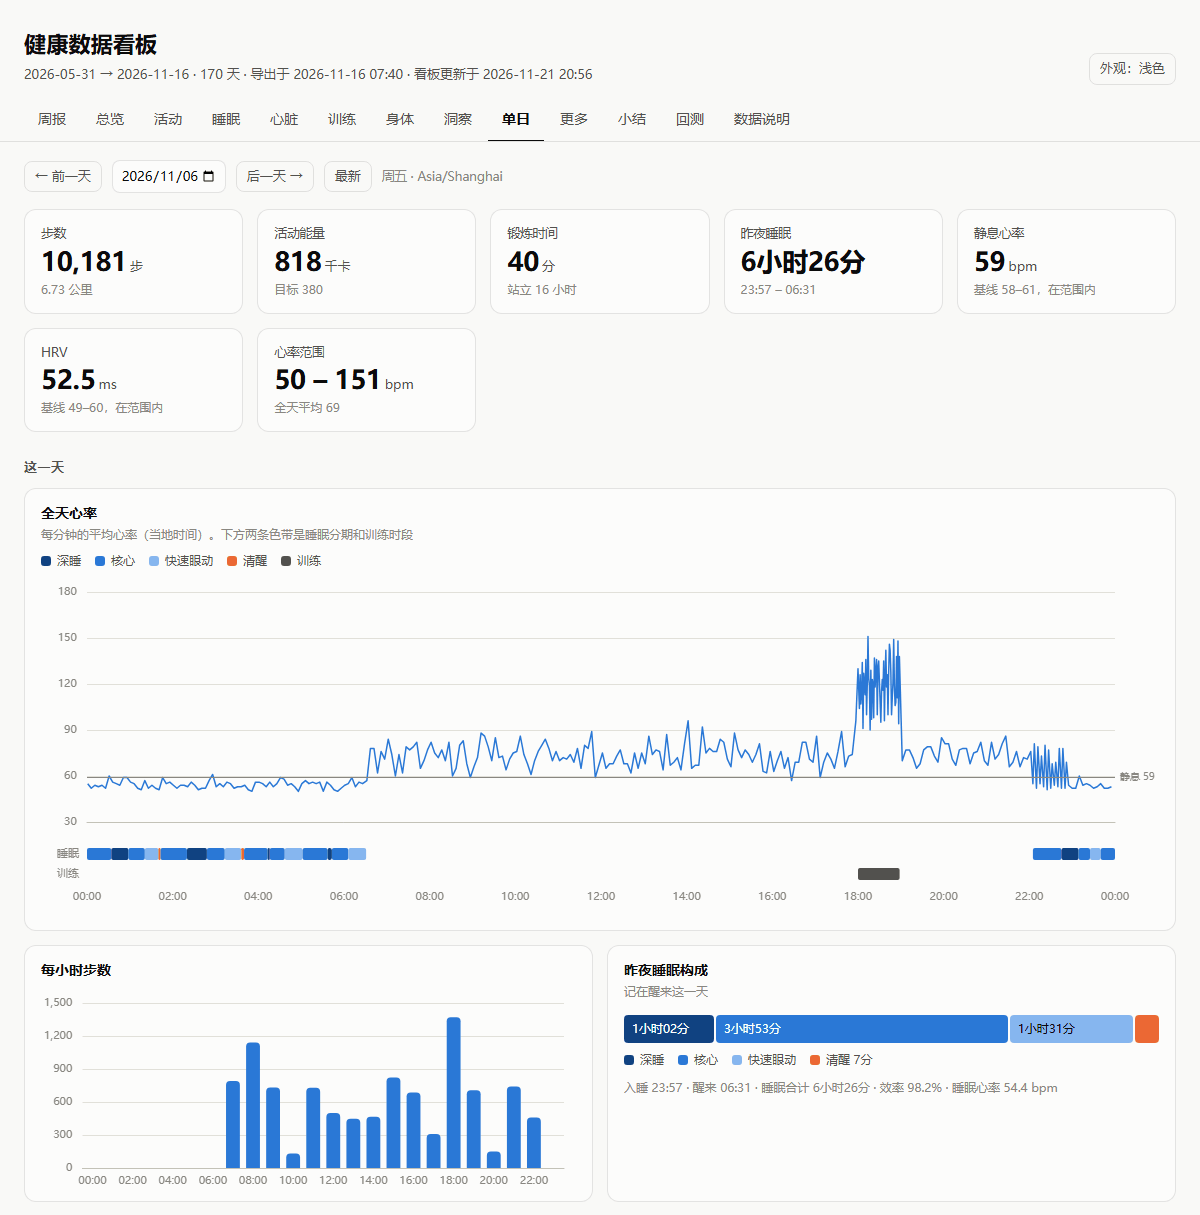 健康数据看板
2026-05-31 → 2026-11-16 · 170 天 · 导出于 2026-11-16 07:40 · 看板更新于 2026-11-21 20:56
外观：浅色
周报 总览 活动 睡眠 心脏 训练 身体 洞察 单日 更多 小结 回测 数据说明
← 前一天 2026/11/06 后一天 → 最新 周五 · Asia/Shanghai
步数
10,181 步
6.73 公里
活动能量
818 千卡
目标 380
锻炼时间
40 分
站立 16 小时
昨夜睡眠
6小时26分
23:57 – 06:31
静息心率
59 bpm
基线 58–61，在范围内
HRV
52.5 ms
基线 49–60，在范围内
心率范围
50 – 151 bpm
全天平均 69
这一天
全天心率
每分钟的平均心率（当地时间）。下方两条色带是睡眠分期和训练时段
深睡 核心 快速眼动 清醒 训练
180
150
120
90
60
30
静息 59
睡眠
训练
00:00 02:00 04:00 06:00 08:00 10:00 12:00 14:00 16:00 18:00 20:00 22:00 00:00
每小时步数
1,500
1,200
900
600
300
0
00:00 02:00 04:00 06:00 08:00 10:00 12:00 14:00 16:00 18:00 20:00 22:00
昨夜睡眠构成
记在醒来这一天
1小时02分 3小时53分 1小时31分
深睡 核心 快速眼动 清醒 7分
入睡 23:57 · 醒来 06:31 · 睡眠合计 6小时26分 · 效率 98.2% · 睡眠心率 54.4 bpm